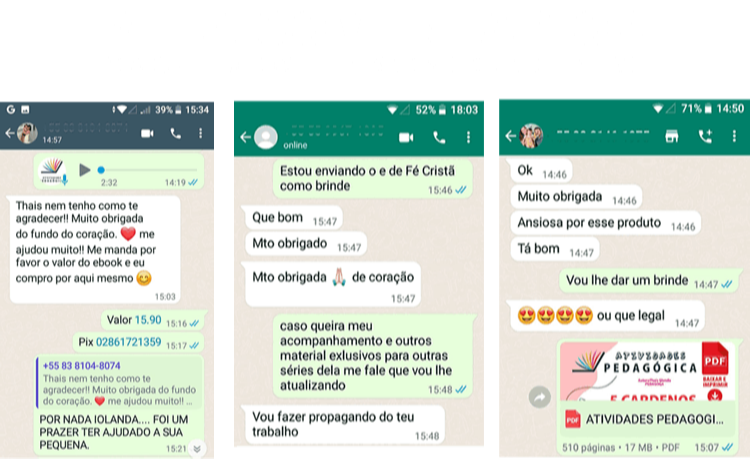 G
39%
15:34
14:57
2:32
14:19
Thais nem tenho como te
agradecer!! Muito obrigada
do fundo do coração. ❤️ me
ajudou muito!! Me manda por
favor o valor do ebook e eu
compro por aqui mesmo 😊
15:03
Valor 15.90
15:16
Pix 02861721359
15:17
+55 83 8104-8074
Thais nem tenho como te
agradecer!! Muito obrigada do fundo
do coração. ❤️ me ajudou muito!! ...
POR NADA IOLANDA.... FOI UM
PRAZER TER AJUDADO A SUA
PEQUENA.
15:21
52%
18:03
online
Estou enviando o e de Fé Cristã
como brinde
15:46
Que bom
15:47
Mto obrigado
15:47
Mto obrigada 🙏🏻 de coração
15:47
caso queira meu
acompanhamento e outros
material exlusivos para outras
séries dela me fale que vou lhe
atualizando
15:48
Vou fazer propagando do teu
trabalho
15:48
71%
14:50
Ok
14:46
Muito obrigada
14:46
Ansiosa por esse produto
14:46
Tá bom
14:47
Vou lhe dar um brinde
14:47
😍😍😍😍 ou que legal
14:47
ATIVIDADES
PEDAGÓGICA
PDF
BAIXAR E
IMPRIMIR
5 CADERNOS
PDF
ATIVIDADES PEDAGOGI...
510 páginas • 17 MB • PDF
15:07